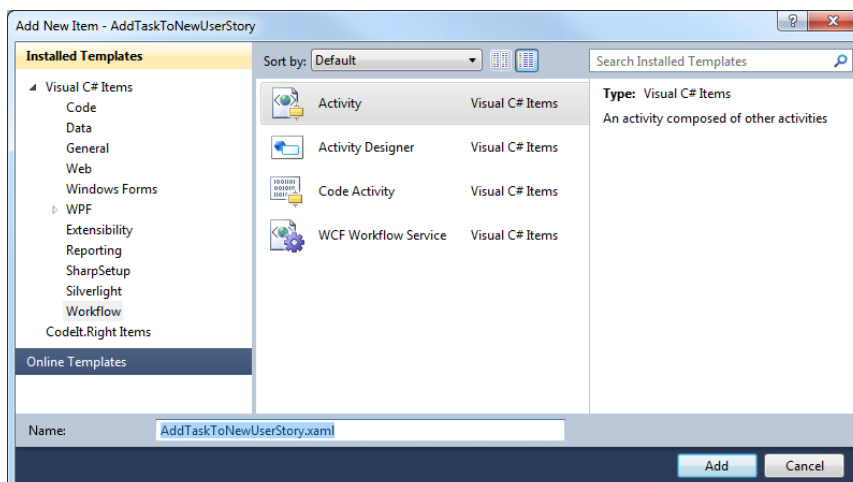 Add New Item - AddTaskToNewUserStory
Installed Templates
Visual C# Items
Code
Data
General
Web
Windows Forms
WPF
Extensibility
Reporting
SharpSetup
Silverlight
Workflow
CodeIt.Right Items
Online Templates
Sort by: Default
Activity Visual C# Items
Activity Designer Visual C# Items
Code Activity Visual C# Items
WCF Workflow Service Visual C# Items
Search Installed Templates
Type: Visual C# Items
An activity composed of other activities
Name: AddTaskToNewUserStory.xaml
Add Cancel